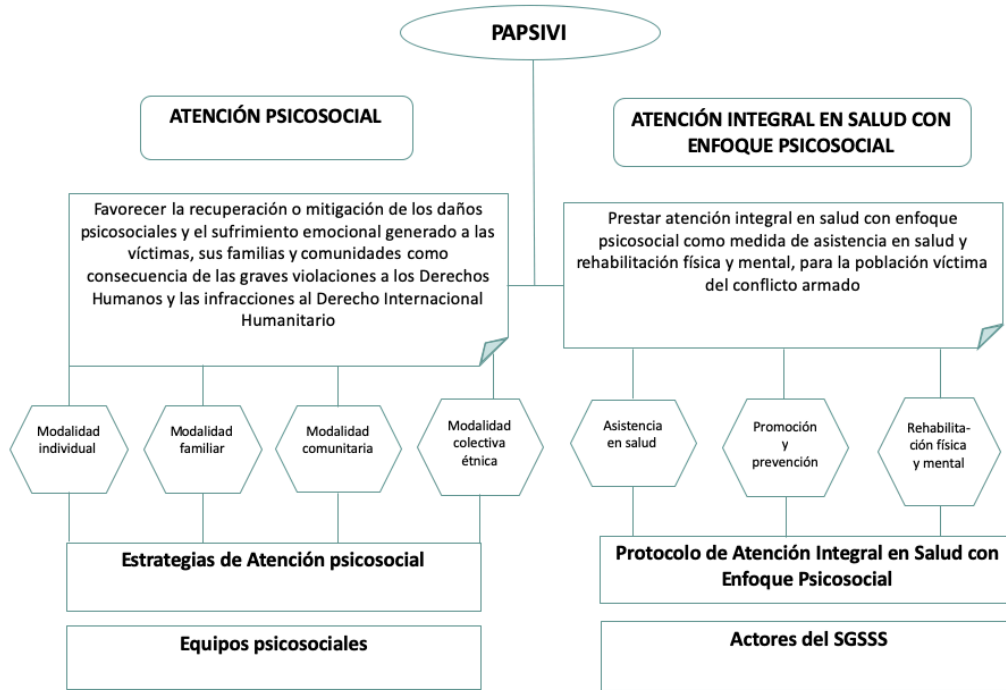 PAPSIVI
ATENCIÓN PSICOSOCIAL
ATENCIÓN INTEGRAL EN SALUD CON
ENFOQUE PSICOSOCIAL
Favorecer la recuperación o mitigación de los daños
psicosociales y el sufrimiento emocional generado a las
víctimas, sus familias y comunidades como
consecuencia de las graves violaciones a los Derechos
Humanos y las infracciones al Derecho Internacional
Humanitario
Prestar atención integral en salud con enfoque
psicosocial como medida de asistencia en salud y
rehabilitación física y mental, para la población víctima
del conflicto armado
Modalidad
individual
Modalidad
familiar
Modalidad
comunitaria
Modalidad
colectiva
étnica
Asistencia
en salud
Promoción
y
prevención
Rehabilita-
ción física
y mental
Estrategias de Atención psicosocial
Protocolo de Atención Integral en Salud con
Enfoque Psicosocial
Equipos psicosociales
Actores del SGSSS